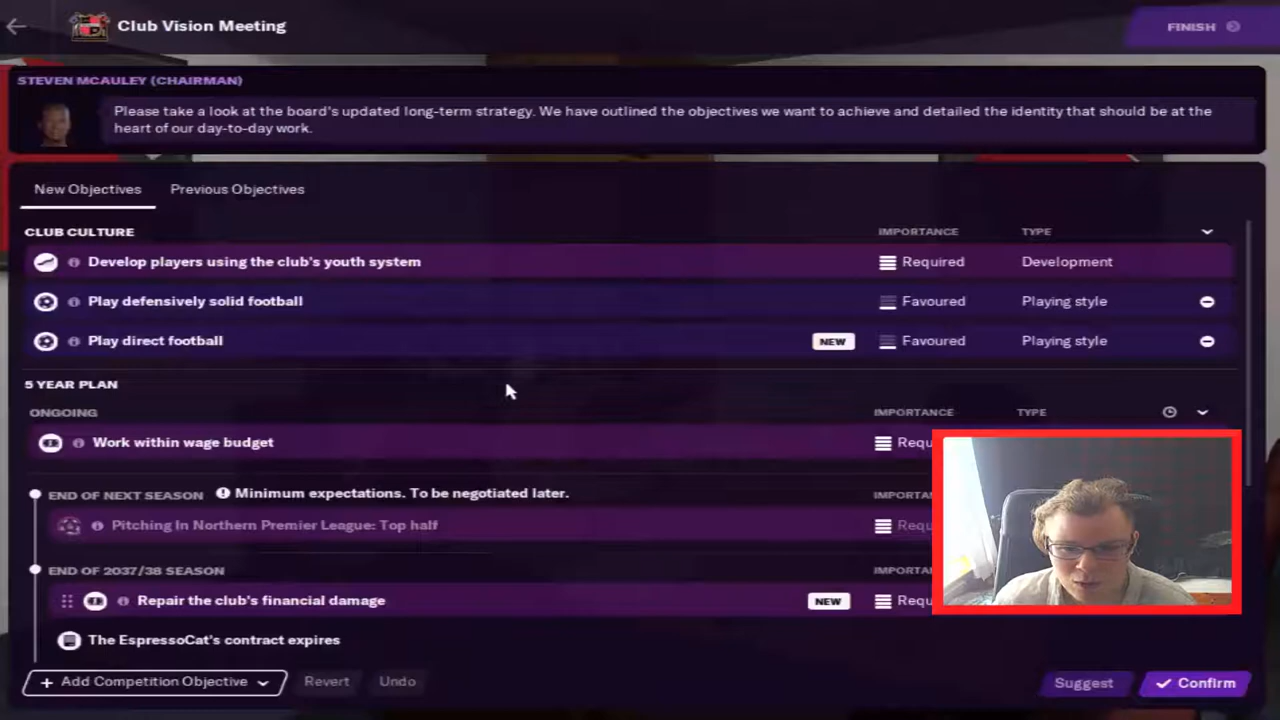 Club Vision Meeting
FINISH
STEVEN MCAULEY (CHAIRMAN)
Please take a look at the board's updated long-term strategy. We have outlined the objectives we want to achieve and detailed the identity that should be at the
heart of our day-to-day work.
New Objectives Previous Objectives
CLUB CULTURE IMPORTANCE TYPE
Develop players using the club's youth system Required Development
Play defensively solid football Favoured Playing style
Play direct football NEW Favoured Playing style
5 YEAR PLAN
ONGOING IMPORTANCE TYPE
Work within wage budget Requ
END OF NEXT SEASON Minimum expectations. To be negotiated later. IMPORTA
Pitching In Northern Premier League: Top half Requ
END OF 2037/38 SEASON IMPORTA
Repair the club's financial damage NEW Requ
The EspressoCat's contract expires
+ Add Competition Objective Revert Undo Suggest Confirm